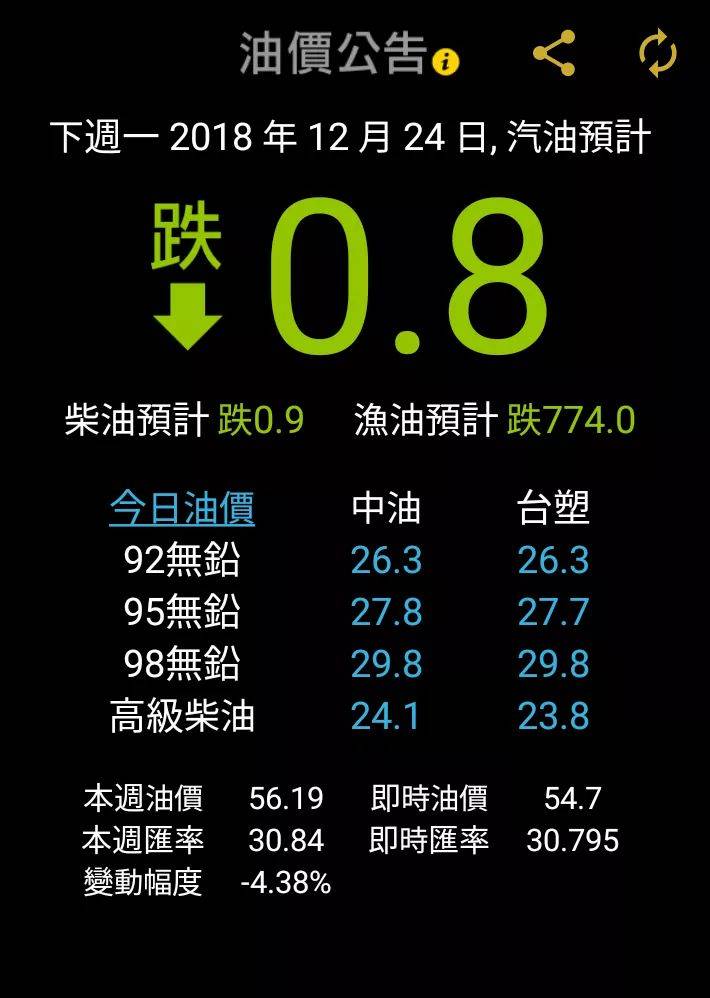 油價公告
下週一 2018 年 12 月 24 日, 汽油預計
跌 0.8
柴油預計 跌0.9 漁油預計 跌774.0
今日油價 中油 台塑
92無鉛 26.3 26.3
95無鉛 27.8 27.7
98無鉛 29.8 29.8
高級柴油 24.1 23.8
本週油價 56.19 即時油價 54.7
本週匯率 30.84 即時匯率 30.795
變動幅度 -4.38%